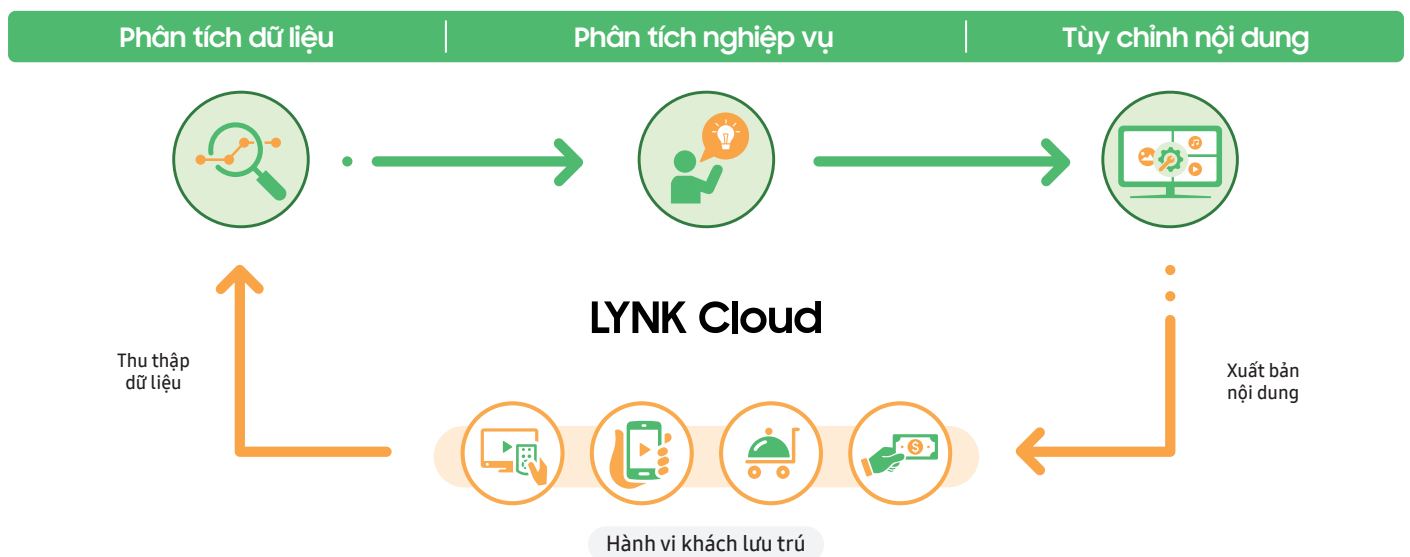 Phân tích dữ liệu
Phân tích nghiệp vụ
Tùy chỉnh nội dung
LYNK Cloud
Thu thập
dữ liệu
Xuất bản
nội dung
$
Hành vi khách lưu trú